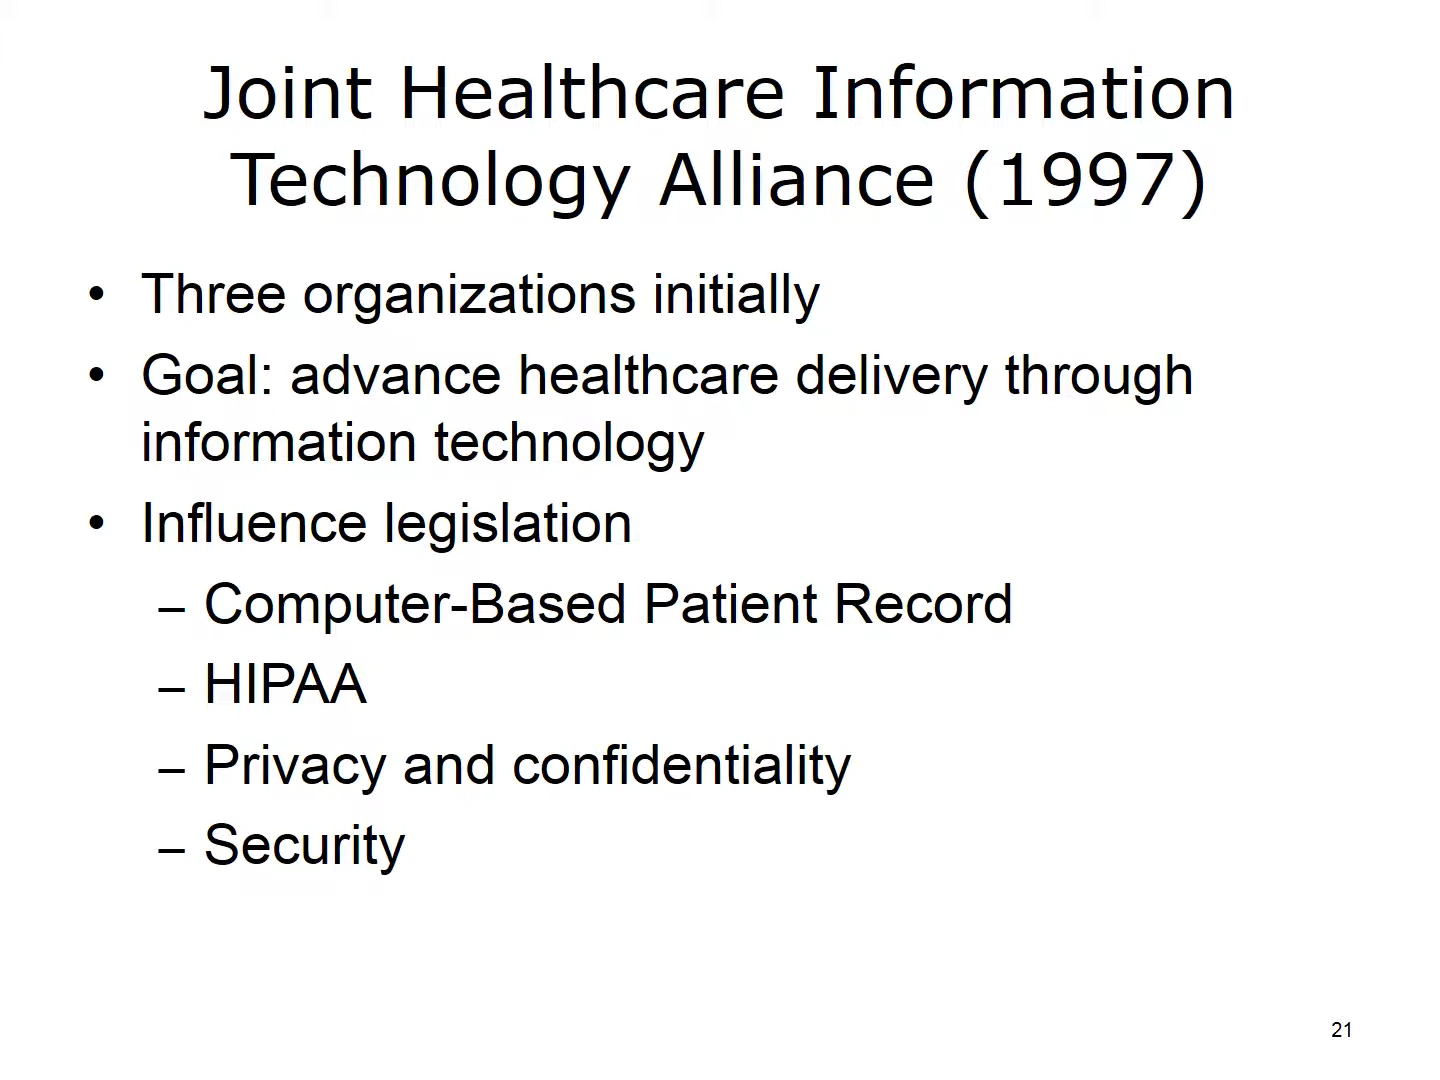 Joint Healthcare Information
Technology Alliance (1997)
• Three organizations initially
• Goal: advance healthcare delivery through
information technology
• Influence legislation
– Computer-Based Patient Record
– HIPAA
– Privacy and confidentiality
– Security
21